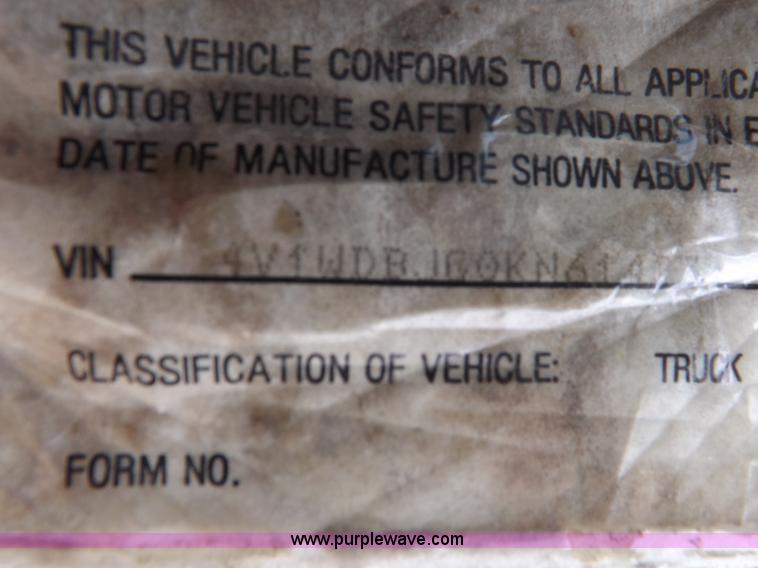 THIS VEHICLE CONFORMS TO ALL APPLICA
MOTOR VEHICLE SAFETY STANDARDS IN E
DATE OF MANUFACTURE SHOWN ABOVE.
VIN
CLASSIFICATION OF VEHICLE: TRUCK
FORM NO.
www.purplewave.com